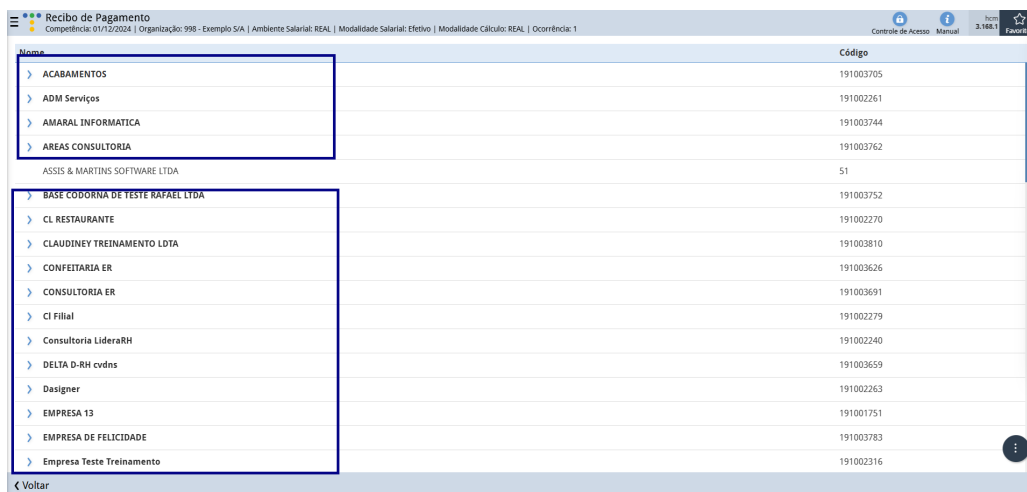 Recibo de Pagamento
Competência: 01/12/2024 | Organização: 998 - Exemplo S/A | Ambiente Salarial: REAL | Modalidade Salarial: Efetivo | Modalidade Cálculo: REAL | Ocorrência: 1
Controle de Acesso
Manual
hcm
3.168.1
Favorit
Nome Código
ACABAMENTOS 191003705
ADM Serviços 191002261
AMARAL INFORMATICA 191003744
AREAS CONSULTORIA 191003762
ASSIS & MARTINS SOFTWARE LTDA 51
BASE CODORNA DE TESTE RAFAEL LTDA 191003752
CL RESTAURANTE 191002270
CLAUDINEY TREINAMENTO LDTA 191003810
CONFEITARIA ER 191003626
CONSULTORIA ER 191003691
Cl Filial 191002279
Consultoria LideraRH 191002240
DELTA D-RH cvdns 191003659
Dasigner 191002263
EMPRESA 13 191001751
EMPRESA DE FELICIDADE 191003783
Empresa Teste Treinamento 191002316
Voltar